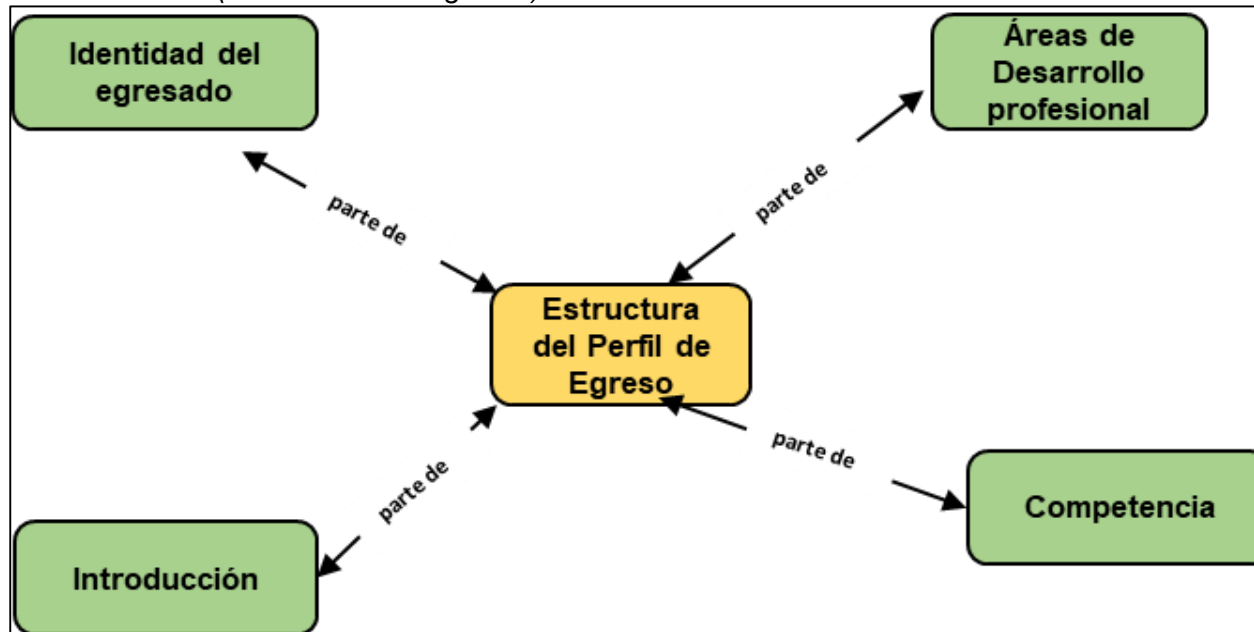 Identidad del
egresado
Áreas de
Desarrollo
profesional
parte de
parte de
Estructura
del Perfil de
Egreso
parte de
parte de
Competencia
Introducción